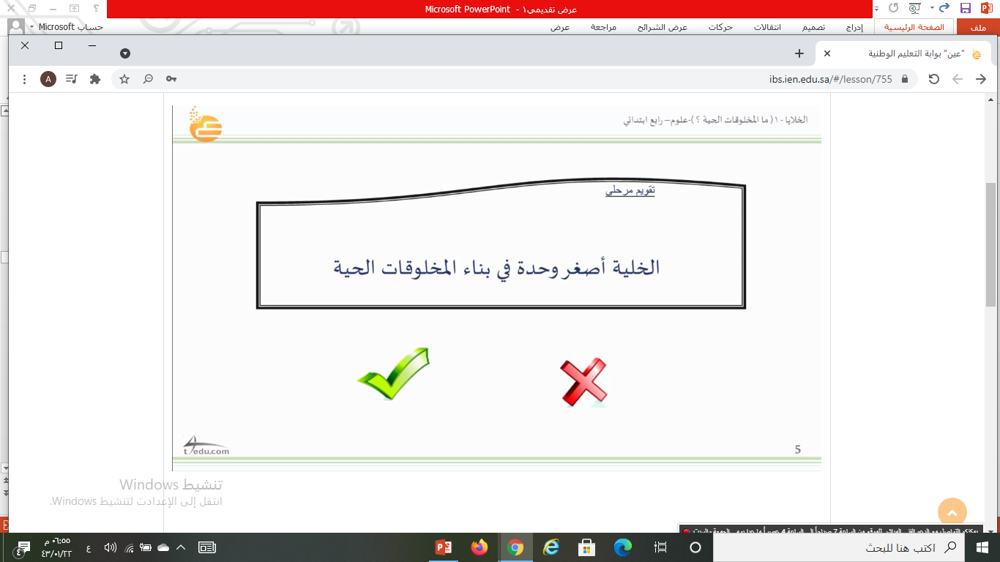 عرض تقديمي١ - Microsoft PowerPoint
ملف
الصفحة الرئيسية
إدراج
تصميم
انتقالات
حركات
عرض الشرائح
مراجعة
عرض
حساب Microsoft
"عين" بوابة التعليم الوطنية
ibs.ien.edu.sa/#/lesson/755
A
الخلايا - ١( ما المخلوقات الحية ؟ )-علوم– رابع ابتدائي
تقويم مرحلي
الخلية أصغر وحدة في بناء المخلوقات الحية
t4edu.com
5
تنشيط Windows
انتقل إلى الإعدادت لتنشيط Windows.
اكتب هنا للبحث
ع
٠٦:٥٥ م
٤٣/٠١/٢٢
٤